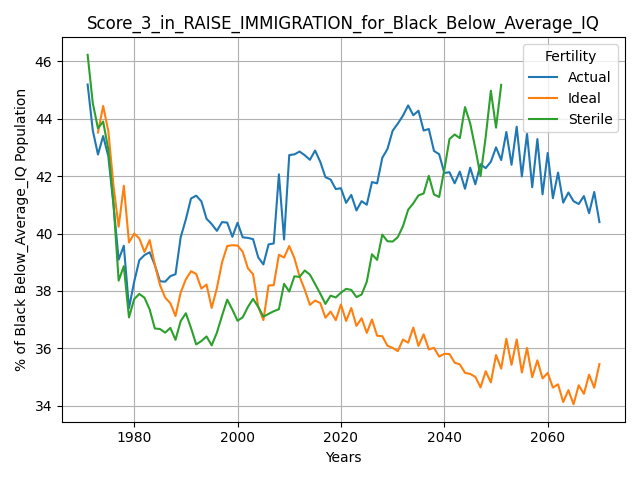 Score_3_in_RAISE_IMMIGRATION_for_Black_Below_Average_IQ
% of Black Below_Average_IQ Population
46
44
42
40
38
36
34
Fertility
Actual
Ideal
Sterile
1980
2000
2020
2040
2060
Years